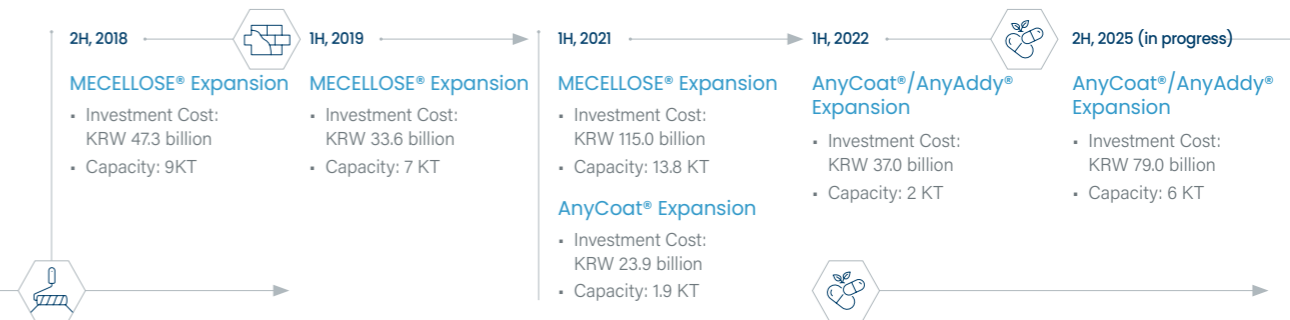 2H, 2018
MECELLOSE® Expansion
▪ Investment Cost:
KRW 47.3 billion
▪ Capacity: 9KT
1H, 2019
MECELLOSE® Expansion
▪ Investment Cost:
KRW 33.6 billion
▪ Capacity: 7 KT
1H, 2021
MECELLOSE® Expansion
▪ Investment Cost:
KRW 115.0 billion
▪ Capacity: 13.8 KT
AnyCoat® Expansion
▪ Investment Cost:
KRW 23.9 billion
▪ Capacity: 1.9 KT
1H, 2022
AnyCoat®/AnyAddy®
Expansion
▪ Investment Cost:
KRW 37.0 billion
▪ Capacity: 2 KT
2H, 2025 (in progress)
AnyCoat®/AnyAddy®
Expansion
▪ Investment Cost:
KRW 79.0 billion
▪ Capacity: 6 KT